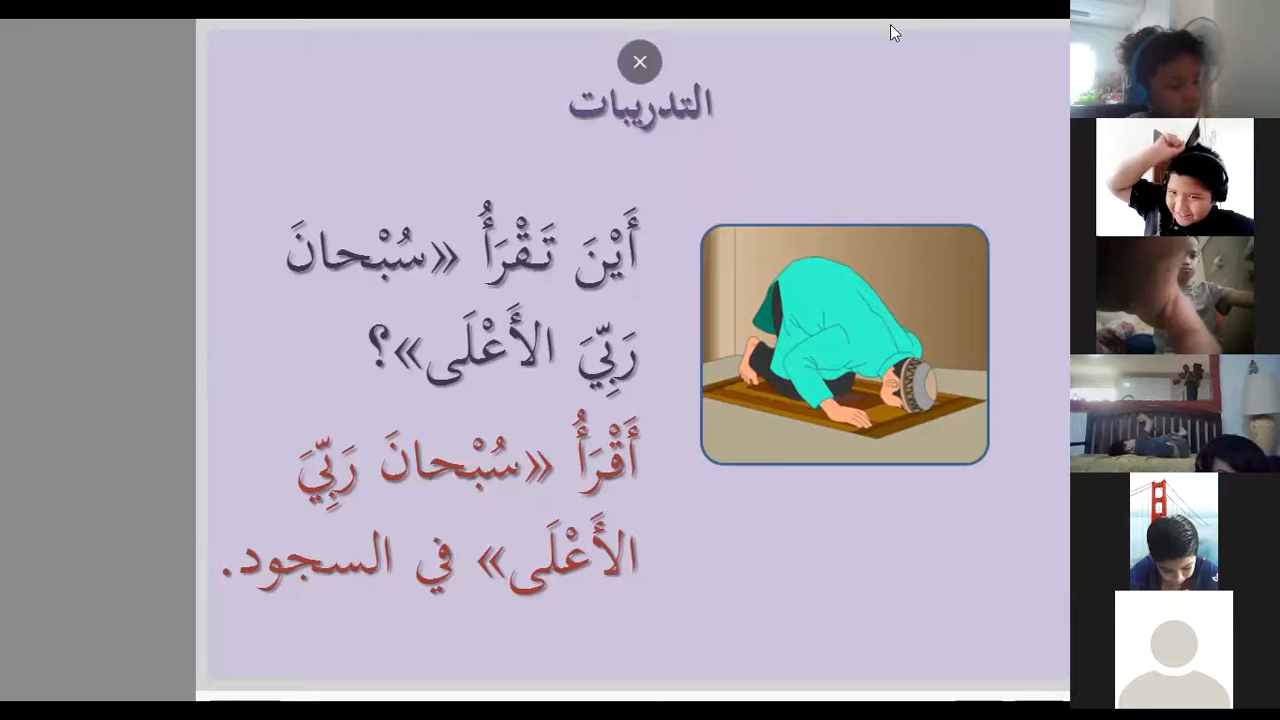 التدريبات
أَيْنَ تَقْرَأُ «سُبْحانَ
رَبِّيَ الأَعْلَى»؟
أَقْرَأُ «سُبْحانَ رَبِّيَ
الأَعْلَى» في السجود.